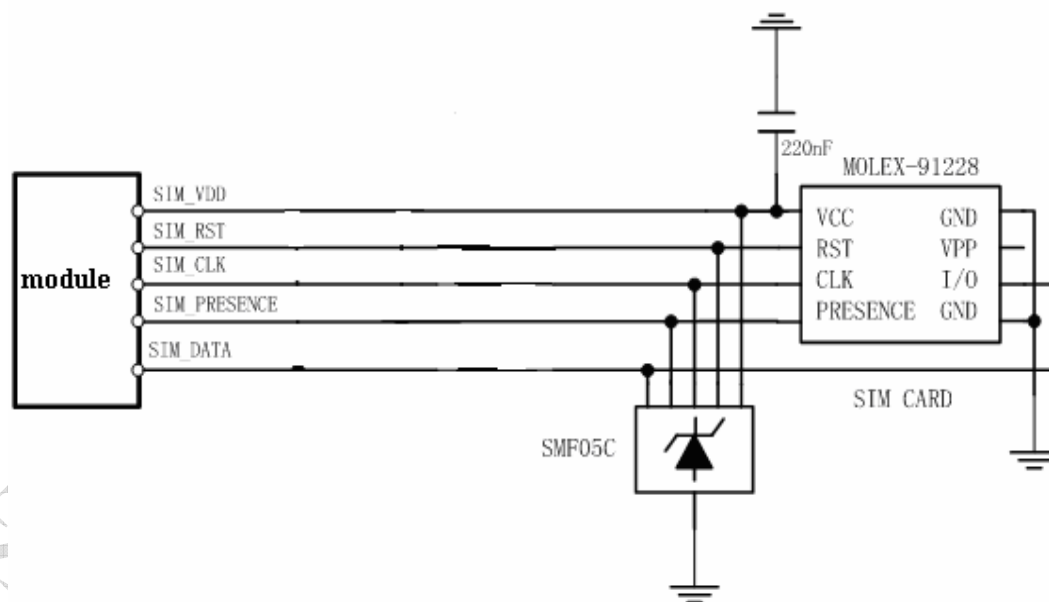 220nF
MOLEX-91228
SIM_VDD
VCC GND
SIM_RST
RST VPP
SIM_CLK
module
CLK I/O
SIM_PRESENCE
PRESENCE GND
SIM_DATA
SIM CARD
SMF05C